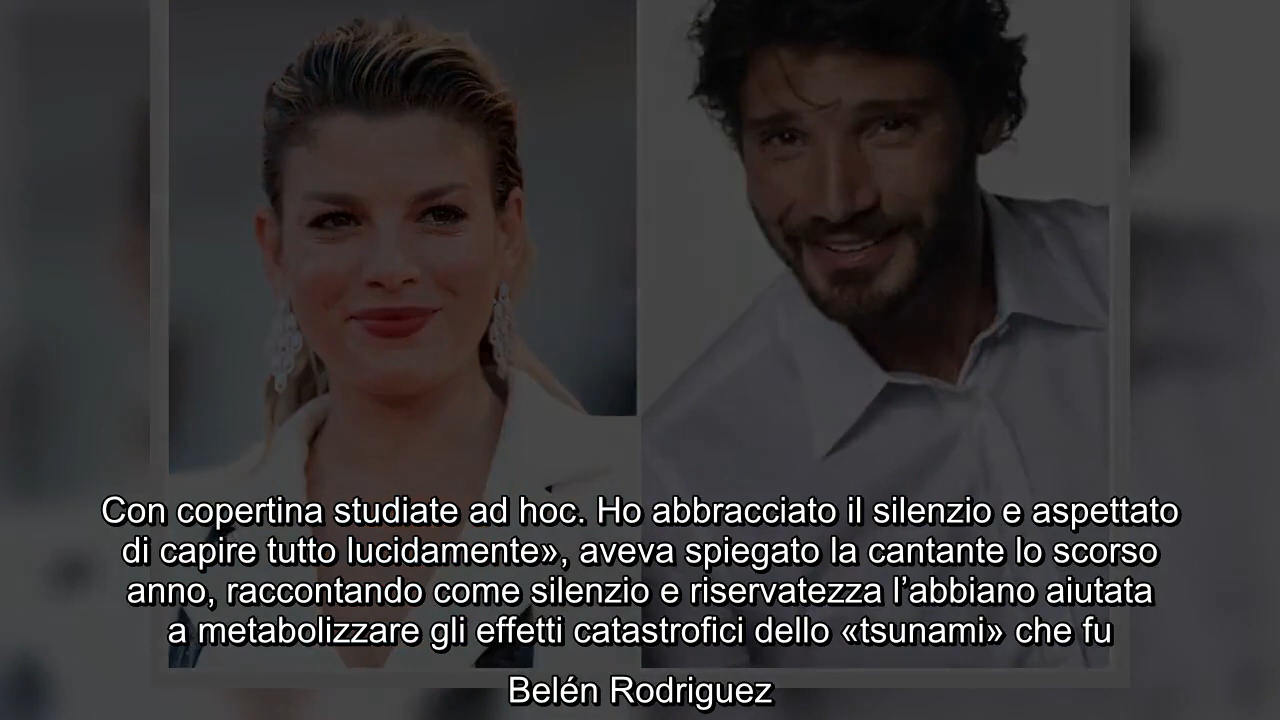 Con copertina studiate ad hoc. Ho abbracciato il silenzio e aspettato
di capire tutto lucidamente», aveva spiegato la cantante lo scorso
anno, raccontando come silenzio e riservatezza l’abbiano aiutata
a metabolizzare gli effetti catastrofici dello «tsunami» che fu
Belén Rodriguez